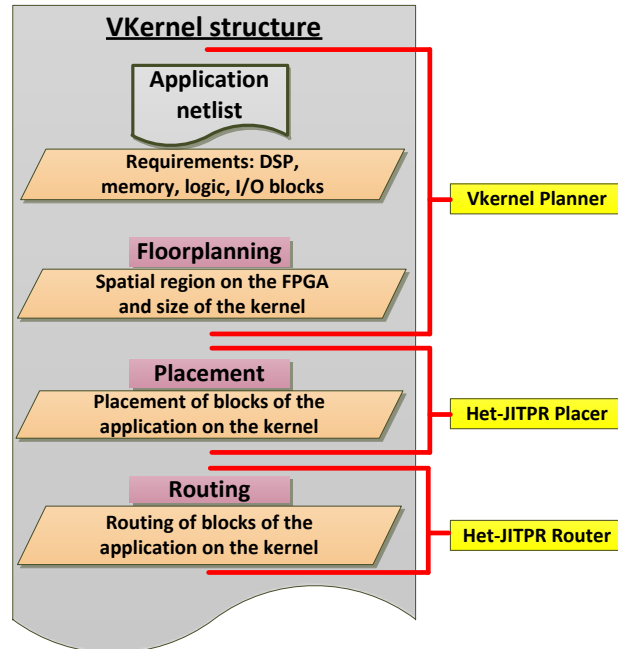 VKernel structure
Application
netlist
Requirements: DSP,
memory, logic, I/O blocks
Vkernel Planner
Floorplanning
Spatial region on the FPGA
and size of the kernel
Placement
Placement of blocks of the
application on the kernel
Het-JITPR Placer
Routing
Routing of blocks of the
application on the kernel
Het-JITPR Router